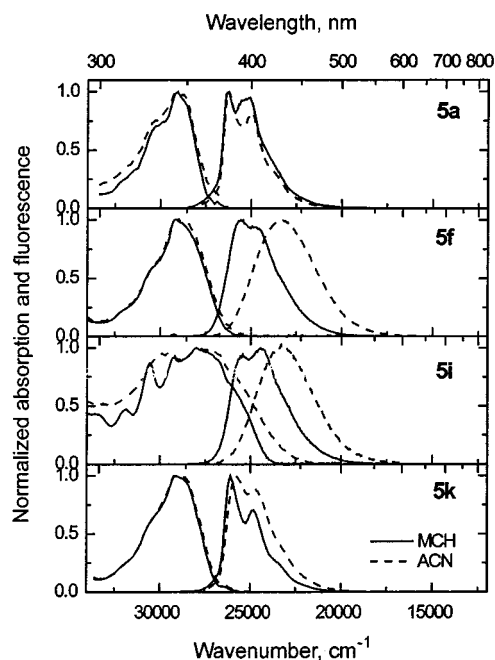 Wavelength, nm
300 400 500 600 700 800
Normalized absorption and fluorescence
1.0
0.5
5a
0.0
1.0
0.5
5f
0.0
1.0
0.5
5i
0.0
1.0
0.5
5k
MCH
ACN
0.0
30000 25000 20000 15000
Wavenumber, cm⁻¹